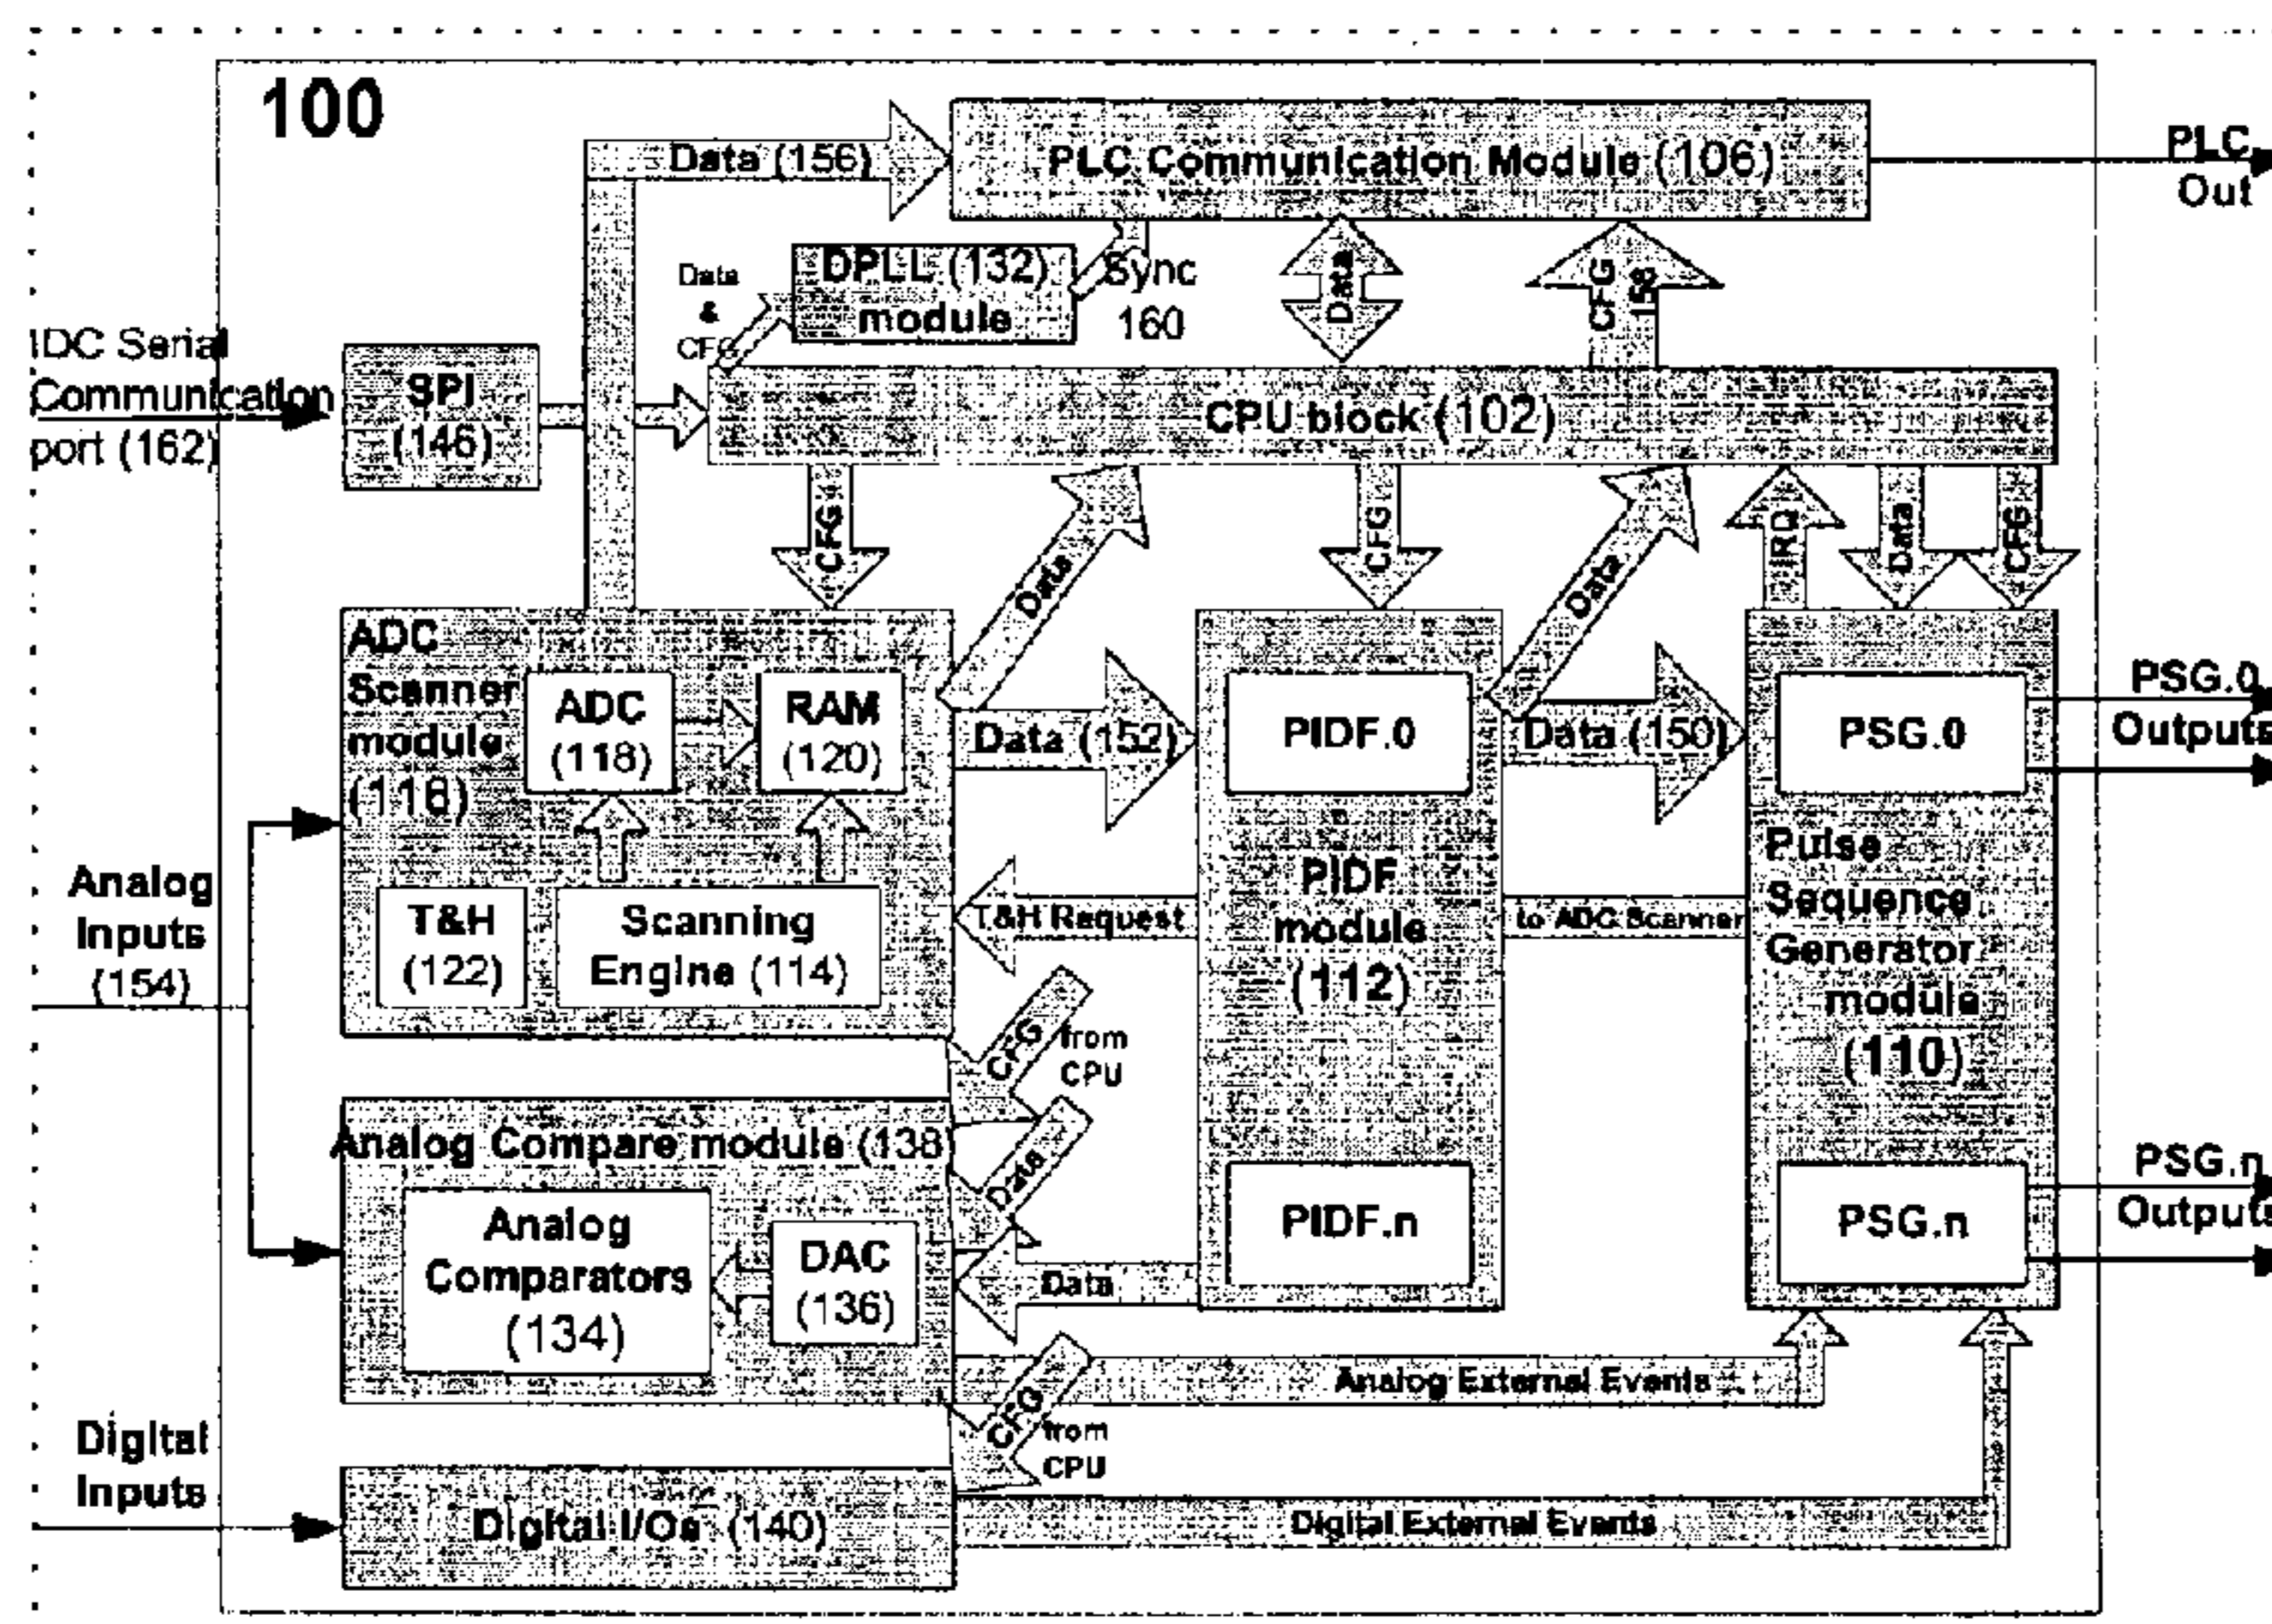 100
Data (156)
PLC Communication Module (106)
PLC
Out
Data
&
CFG
DPLL (132)
module
Sync
160
Data
CFG
158
IDC Serial
Communication
port (162)
SPI
(146)
CPU block (102)
CFG
Data
CFG
Data
IRQ
Data
CFG
ADC
Scanner
module
(116)
ADC
(118)
RAM
(120)
Data (152)
PIDF.0
Data (150)
PSG.0
PSG.0
Outputs
Analog
Inputs
(154)
T&H
(122)
Scanning
Engine (114)
T&H Request
PIDF
module
(112)
to ADC Scanner
Pulse
Sequence
Generator
module
(110)
CFG
from
CPU
Analog Compare module (138)
Data
Analog
Comparators
(134)
DAC
(136)
Data
PIDF.n
PSG.n
PSG.n
Outputs
Analog External Events
CFG
from
CPU
Digital
Inputs
Digital I/Os (140)
Digital External Events